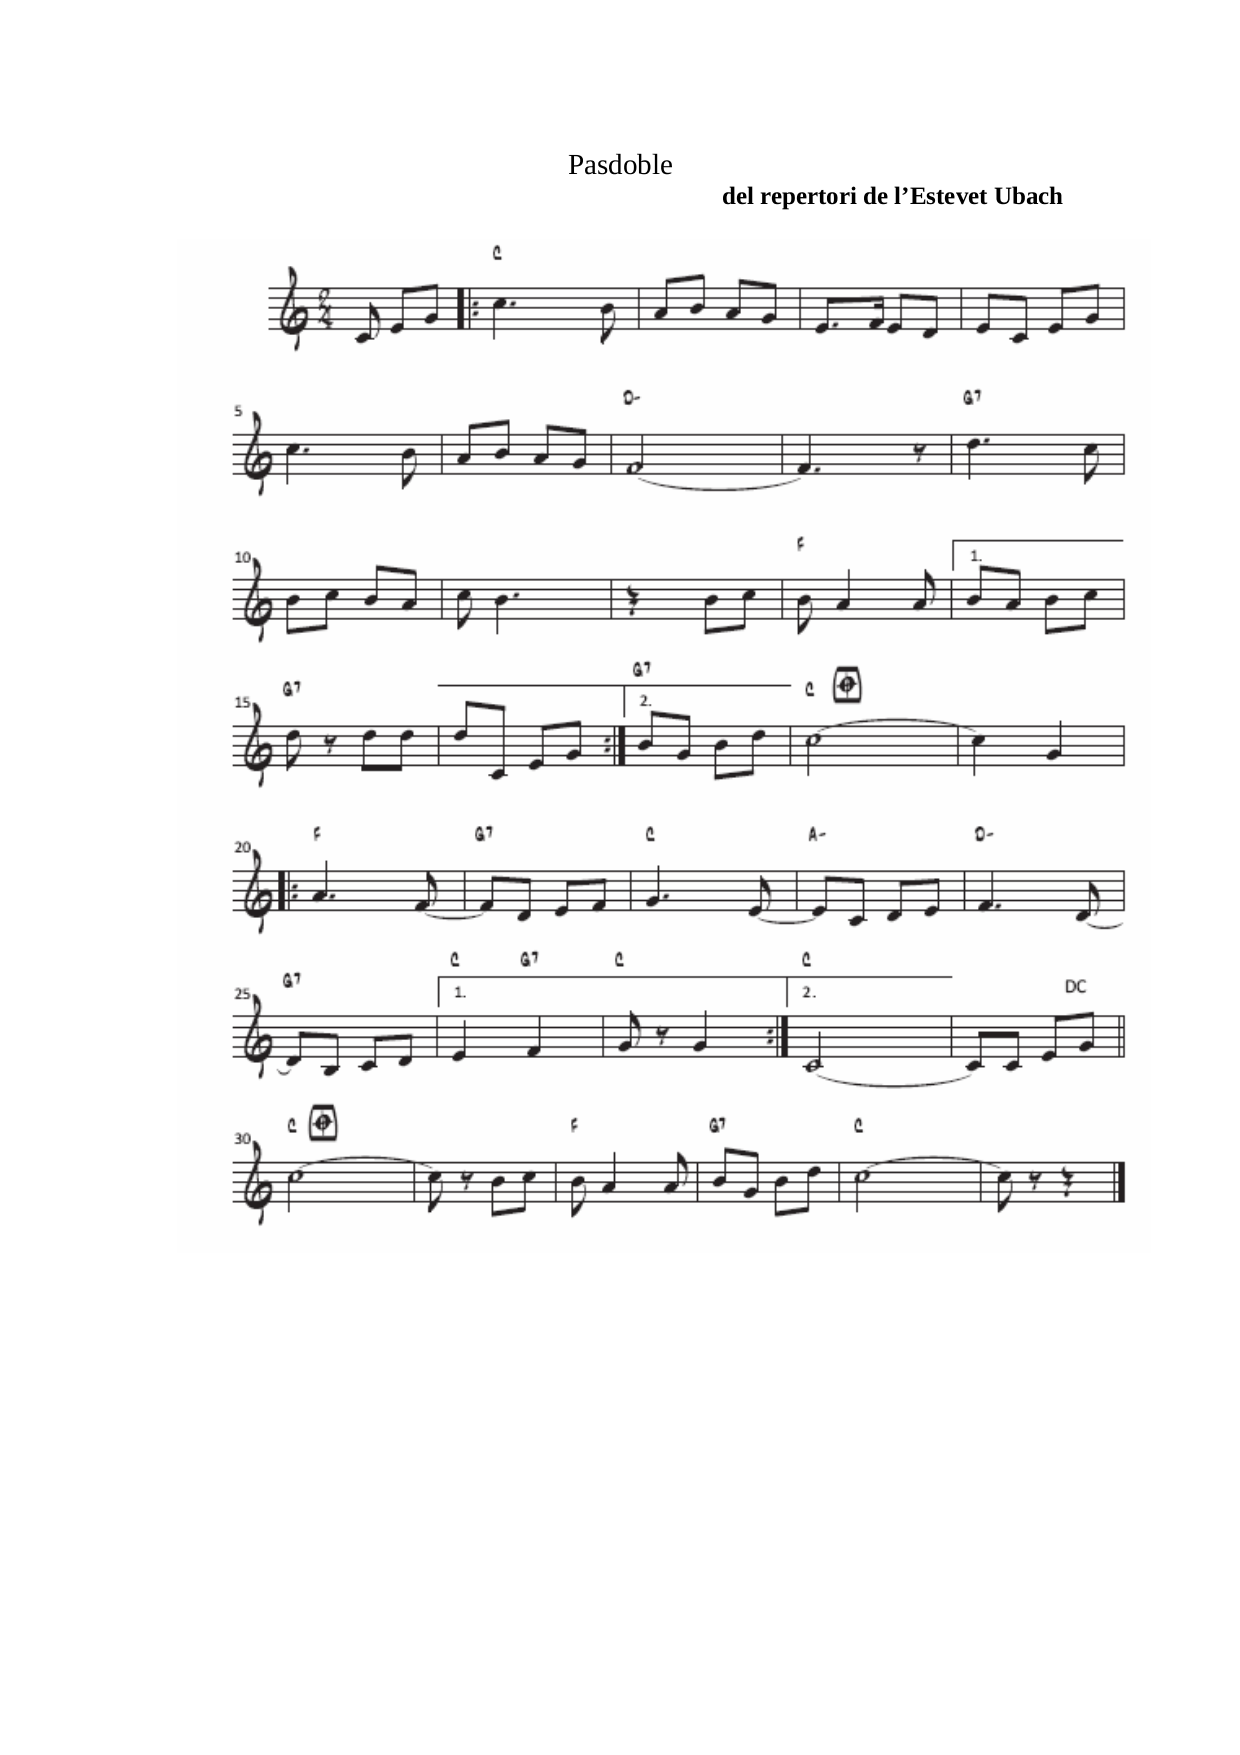 Pasdoble
del repertori de l’Estevet Ubach
C
2
4
D- G7
5
F
10 1.
G7
G7 C
15 2.
F G7 C A- D-
20
C G7 C C
G7
25 1. 2. DC
C F G7 C
30